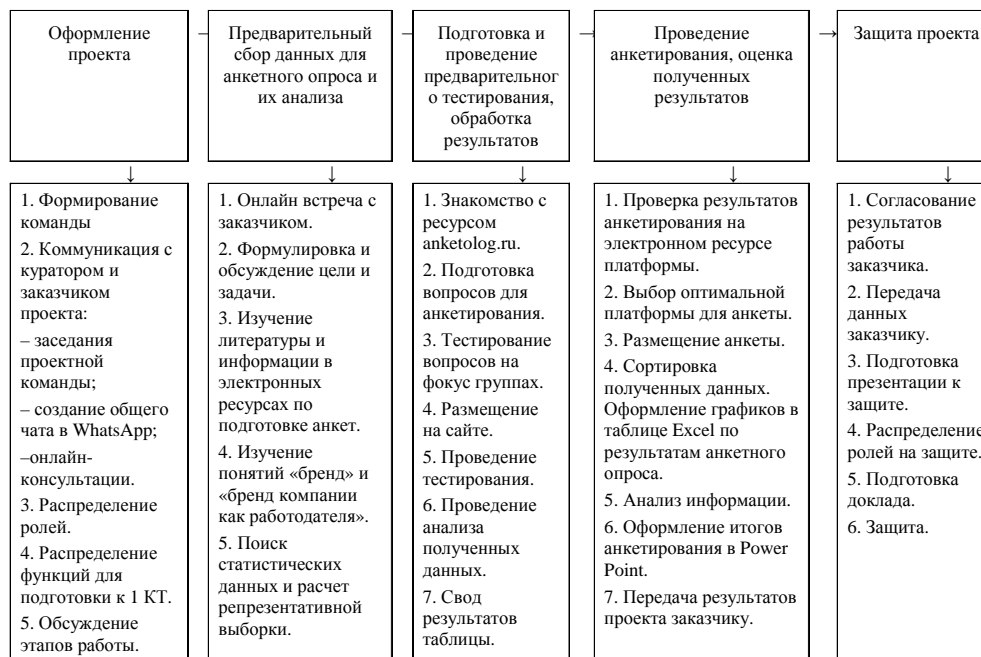 Оформление
проекта
Предварительный
сбор данных для
анкетного опроса и
их анализа
Подготовка и
проведение
предварительног
о тестирования,
обработка
результатов
Проведение
анкетирования, оценка
полученных
результатов
Защита проекта
1. Формирование
команды
2. Коммуникация с
куратором и
заказчиком
проекта:
– заседания
проектной
команды;
– создание общего
чата в WhatsApp;
–онлайн-
консультации.
3. Распределение
ролей.
4. Распределение
функций для
подготовки к 1 КТ.
5. Обсуждение
этапов работы.
1. Онлайн встреча с
заказчиком.
2. Формулировка и
обсуждение цели и
задачи.
3. Изучение
литературы и
информации в
электронных
ресурсах по
подготовке анкет.
4. Изучение
понятий «бренд» и
«бренд компании
как работодателя».
5. Поиск
статистических
данных и расчет
репрезентативной
выборки.
1. Знакомство с
ресурсом
anketolog.ru.
2. Подготовка
вопросов для
анкетирования.
3. Тестирование
вопросов на
фокус группах.
4. Размещение
на сайте.
5. Проведение
тестирования.
6. Проведение
анализа
полученных
данных.
7. Свод
результатов
таблицы.
1. Проверка результатов
анкетирования на
электронном ресурсе
платформы.
2. Выбор оптимальной
платформы для анкеты.
3. Размещение анкеты.
4. Сортировка
полученных данных.
Оформление графиков в
таблице Excel по
результатам анкетного
опроса.
5. Анализ информации.
6. Оформление итогов
анкетирования в Power
Point.
7. Передача результатов
проекта заказчику.
1. Согласование
результатов
работы
заказчика.
2. Передача
данных
заказчику.
3. Подготовка
презентации к
защите.
4. Распределение
ролей на защите.
5. Подготовка
доклада.
6. Защита.